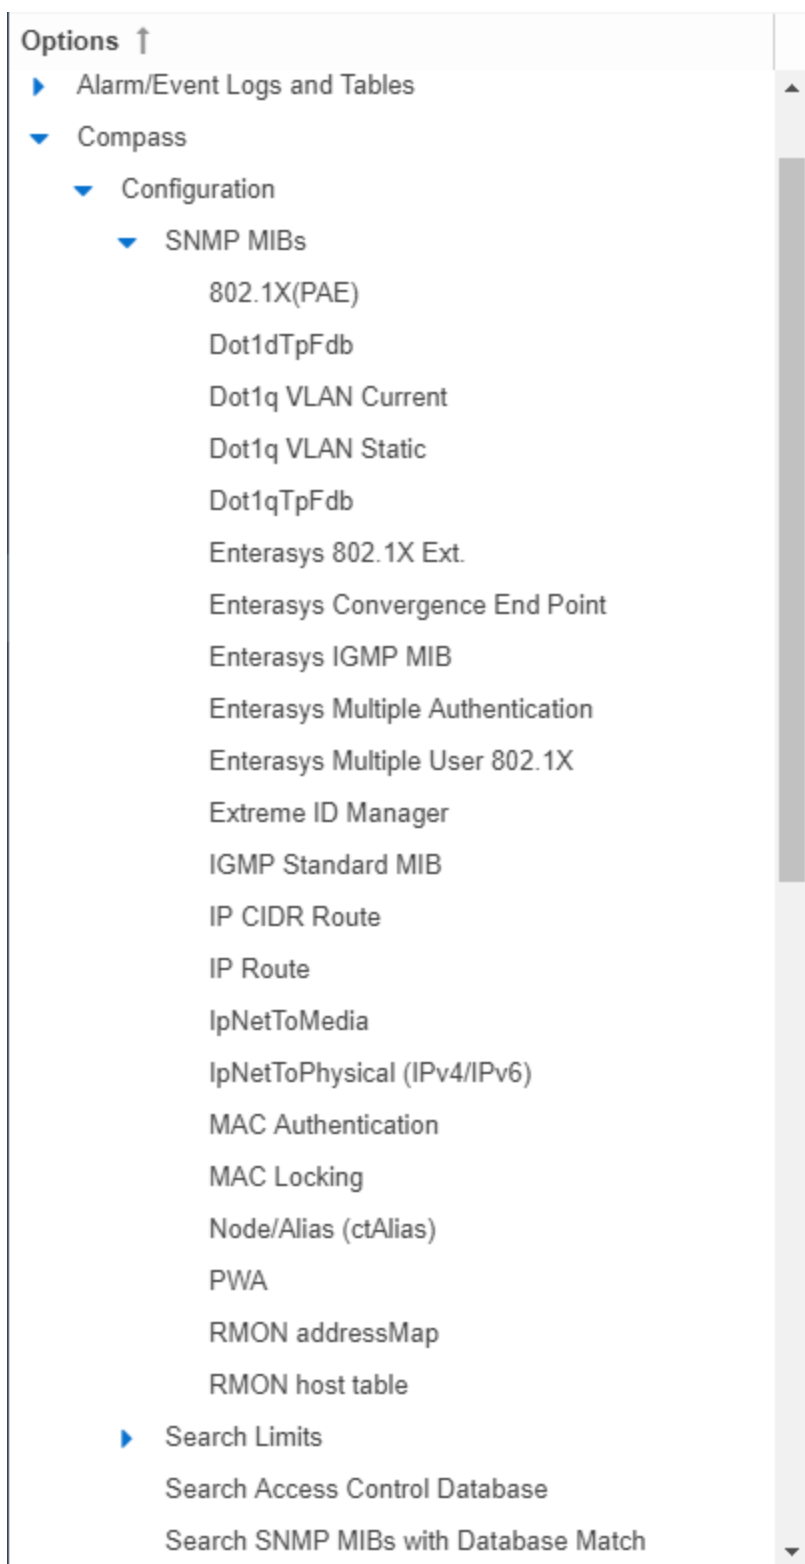 Options
Alarm/Event Logs and Tables
Compass
Configuration
SNMP MIBs
802.1X(PAE)
Dot1dTpFdb
Dot1q VLAN Current
Dot1q VLAN Static
Dot1qTpFdb
Enterasys 802.1X Ext.
Enterasys Convergence End Point
Enterasys IGMP MIB
Enterasys Multiple Authentication
Enterasys Multiple User 802.1X
Extreme ID Manager
IGMP Standard MIB
IP CIDR Route
IP Route
IpNetToMedia
IpNetToPhysical (IPv4/IPv6)
MAC Authentication
MAC Locking
Node/Alias (ctAlias)
PWA
RMON addressMap
RMON host table
Search Limits
Search Access Control Database
Search SNMP MIBs with Database Match